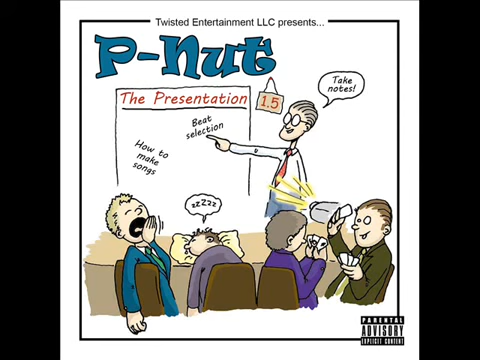 Twisted Entertainment LLC presents...
P-Nut
The Presentation
1.5
Take
notes!
Beat
selection
How to
make
songs
zzZzz
PARENTAL
ADVISORY
EXPLICIT CONTENT